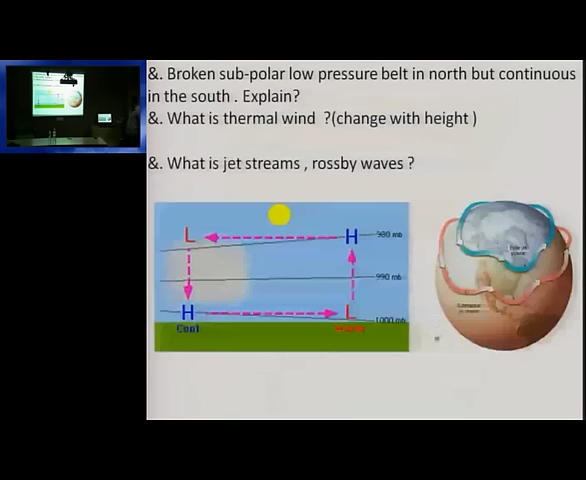 &. Broken sub-polar low pressure belt in north but continuous
in the south . Explain?
&. What is thermal wind ?(change with height )
&. What is jet streams , rossby waves ?
L
H
980 mb
990 mb
H
L
1000 mb
Cool